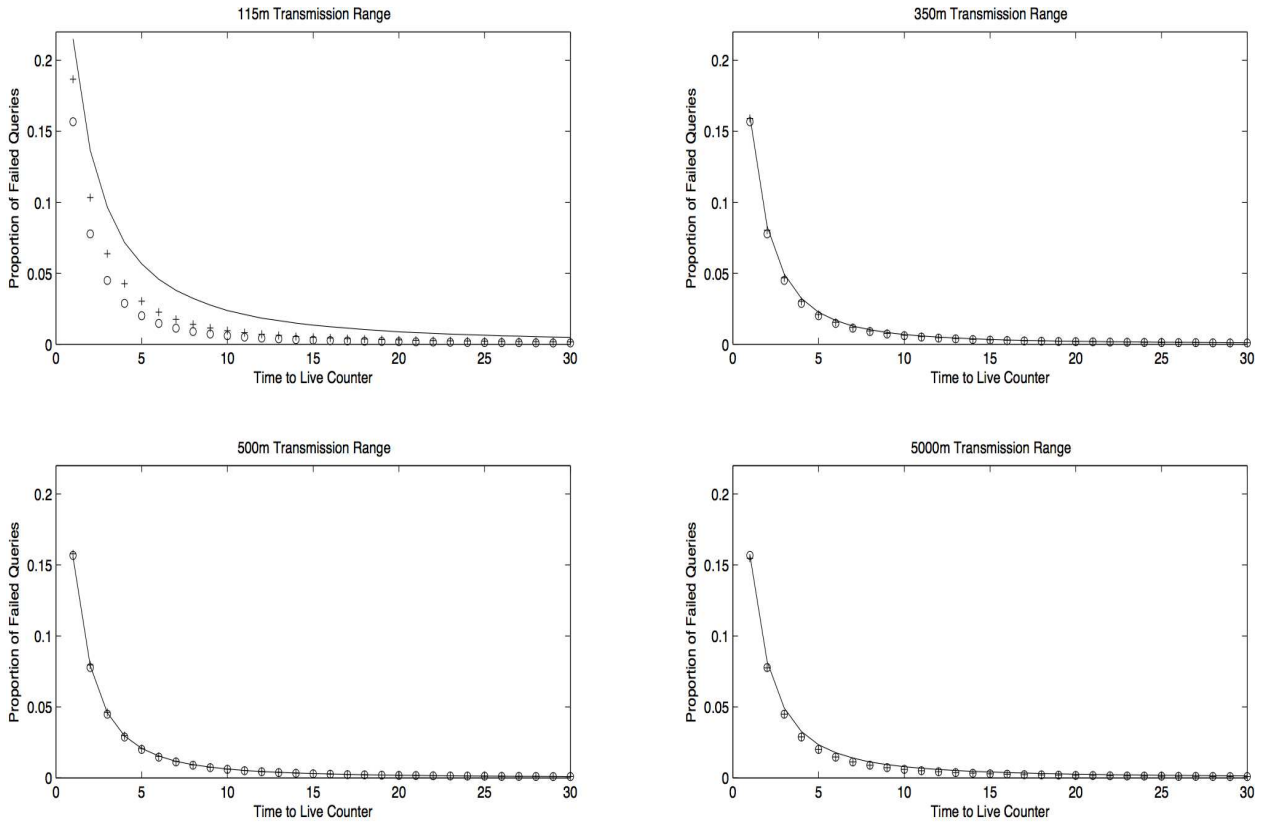 115m Transmission Range
Proportion of Failed Queries
0.2
0.15
0.1
0.05
0
0 5 10 15 20 25 30
Time to Live Counter
350m Transmission Range
Proportion of Failed Queries
0.2
0.15
0.1
0.05
0
0 5 10 15 20 25 30
Time to Live Counter
500m Transmission Range
Proportion of Failed Queries
0.2
0.15
0.1
0.05
0
0 5 10 15 20 25 30
Time to Live Counter
5000m Transmission Range
Proportion of Failed Queries
0.2
0.15
0.1
0.05
0
0 5 10 15 20 25 30
Time to Live Counter